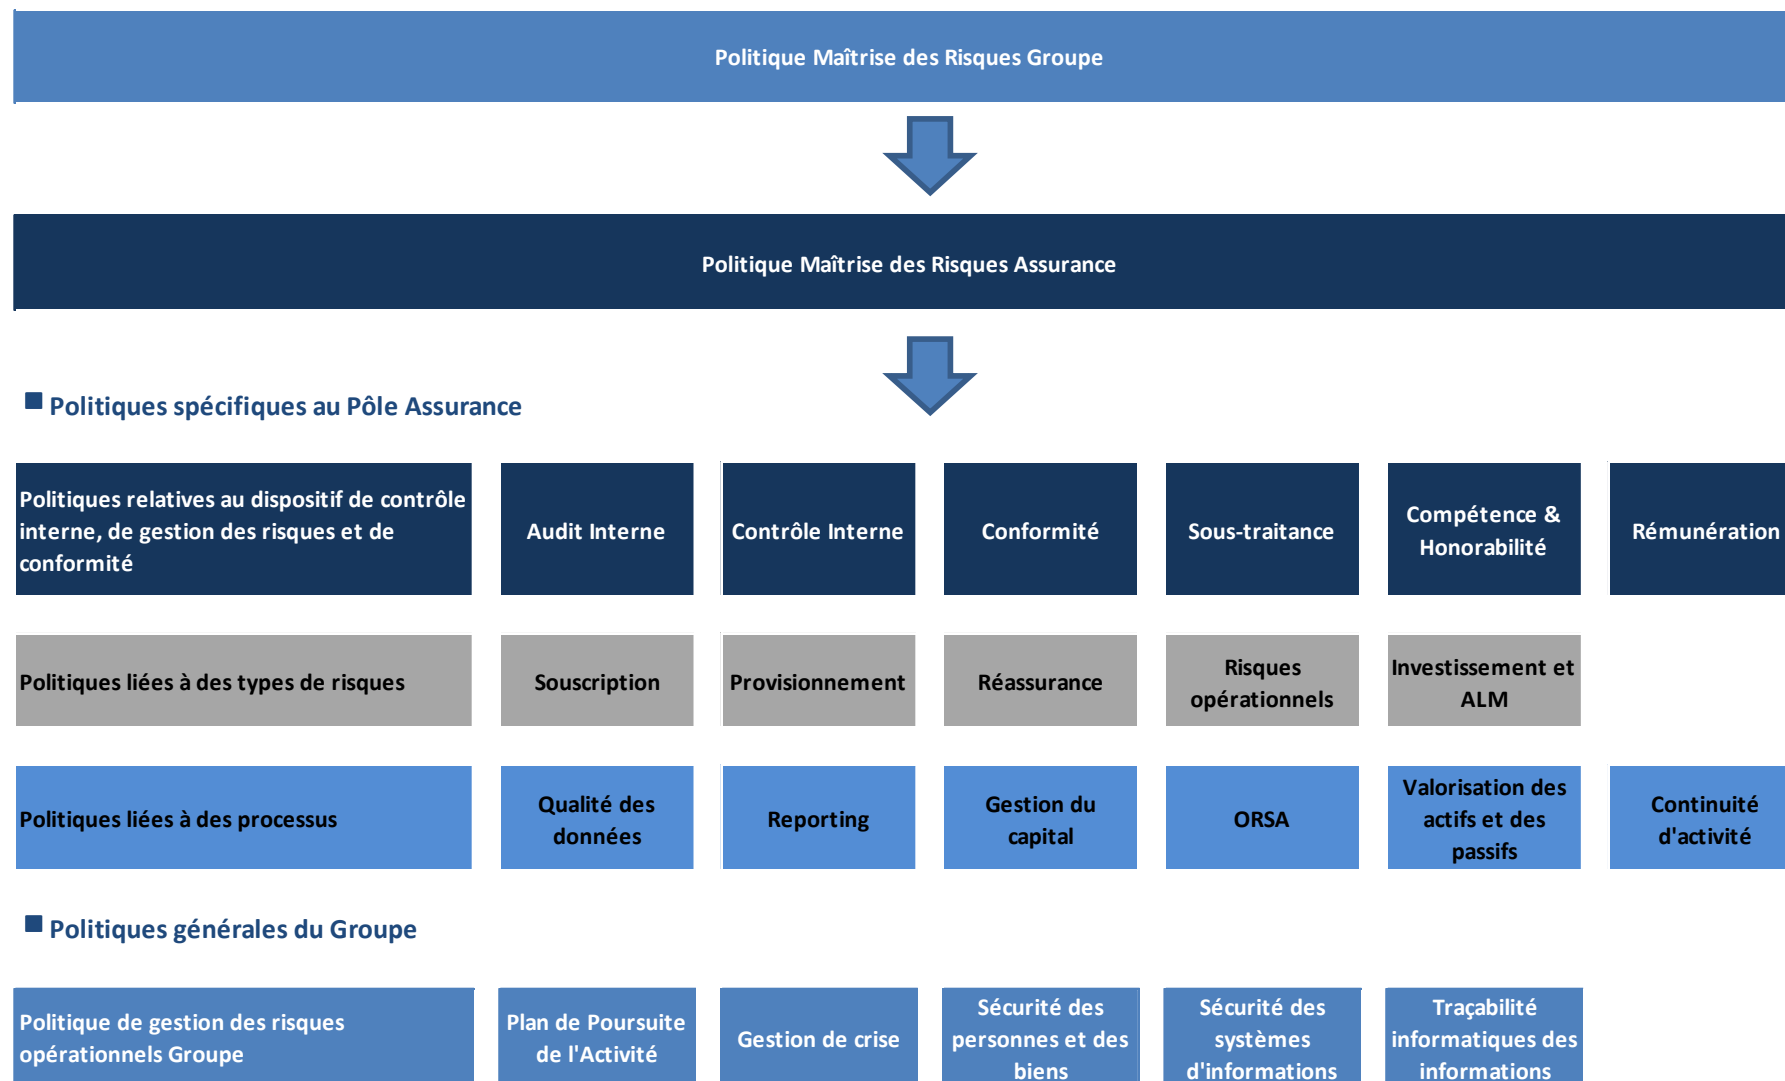 Politique Maîtrise des Risques Groupe
Politique Maîtrise des Risques Assurance
Politiques spécifiques au Pôle Assurance
Politiques relatives au dispositif de contrôle
interne, de gestion des risques et de
conformité
Audit Interne
Contrôle Interne
Conformité
Sous-traitance
Compétence &
Honorabilité
Rémunération
Politiques liées à des types de risques
Souscription
Provisionnement
Réassurance
Risques
opérationnels
Investissement et
ALM
Politiques liées à des processus
Qualité des
données
Reporting
Gestion du
capital
ORSA
Valorisation des
actifs et des
passifs
Continuité
d'activité
Politiques générales du Groupe
Politique de gestion des risques
opérationnels Groupe
Plan de Poursuite
de l'Activité
Gestion de crise
Sécurité des
personnes et des
biens
Sécurité des
systèmes
d'informations
Traçabilité
informatiques des
informations